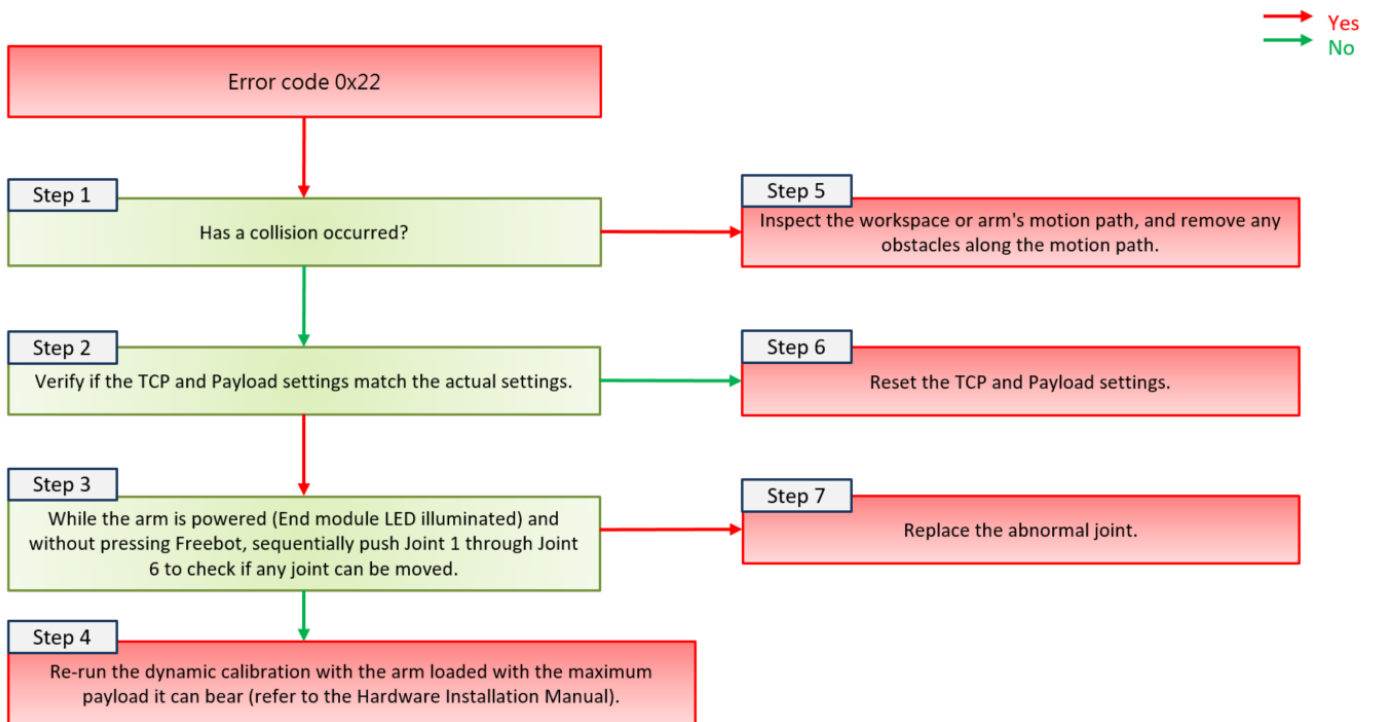 Yes
No
Error code 0x22
Step 1
Has a collision occurred?
Step 5
Inspect the workspace or arm's motion path, and remove any
obstacles along the motion path.
Step 2
Verify if the TCP and Payload settings match the actual settings.
Step 6
Reset the TCP and Payload settings.
Step 3
While the arm is powered (End module LED illuminated) and
without pressing Freebot, sequentially push Joint 1 through Joint
6 to check if any joint can be moved.
Step 7
Replace the abnormal joint.
Step 4
Re-run the dynamic calibration with the arm loaded with the maximum
payload it can bear (refer to the Hardware Installation Manual).